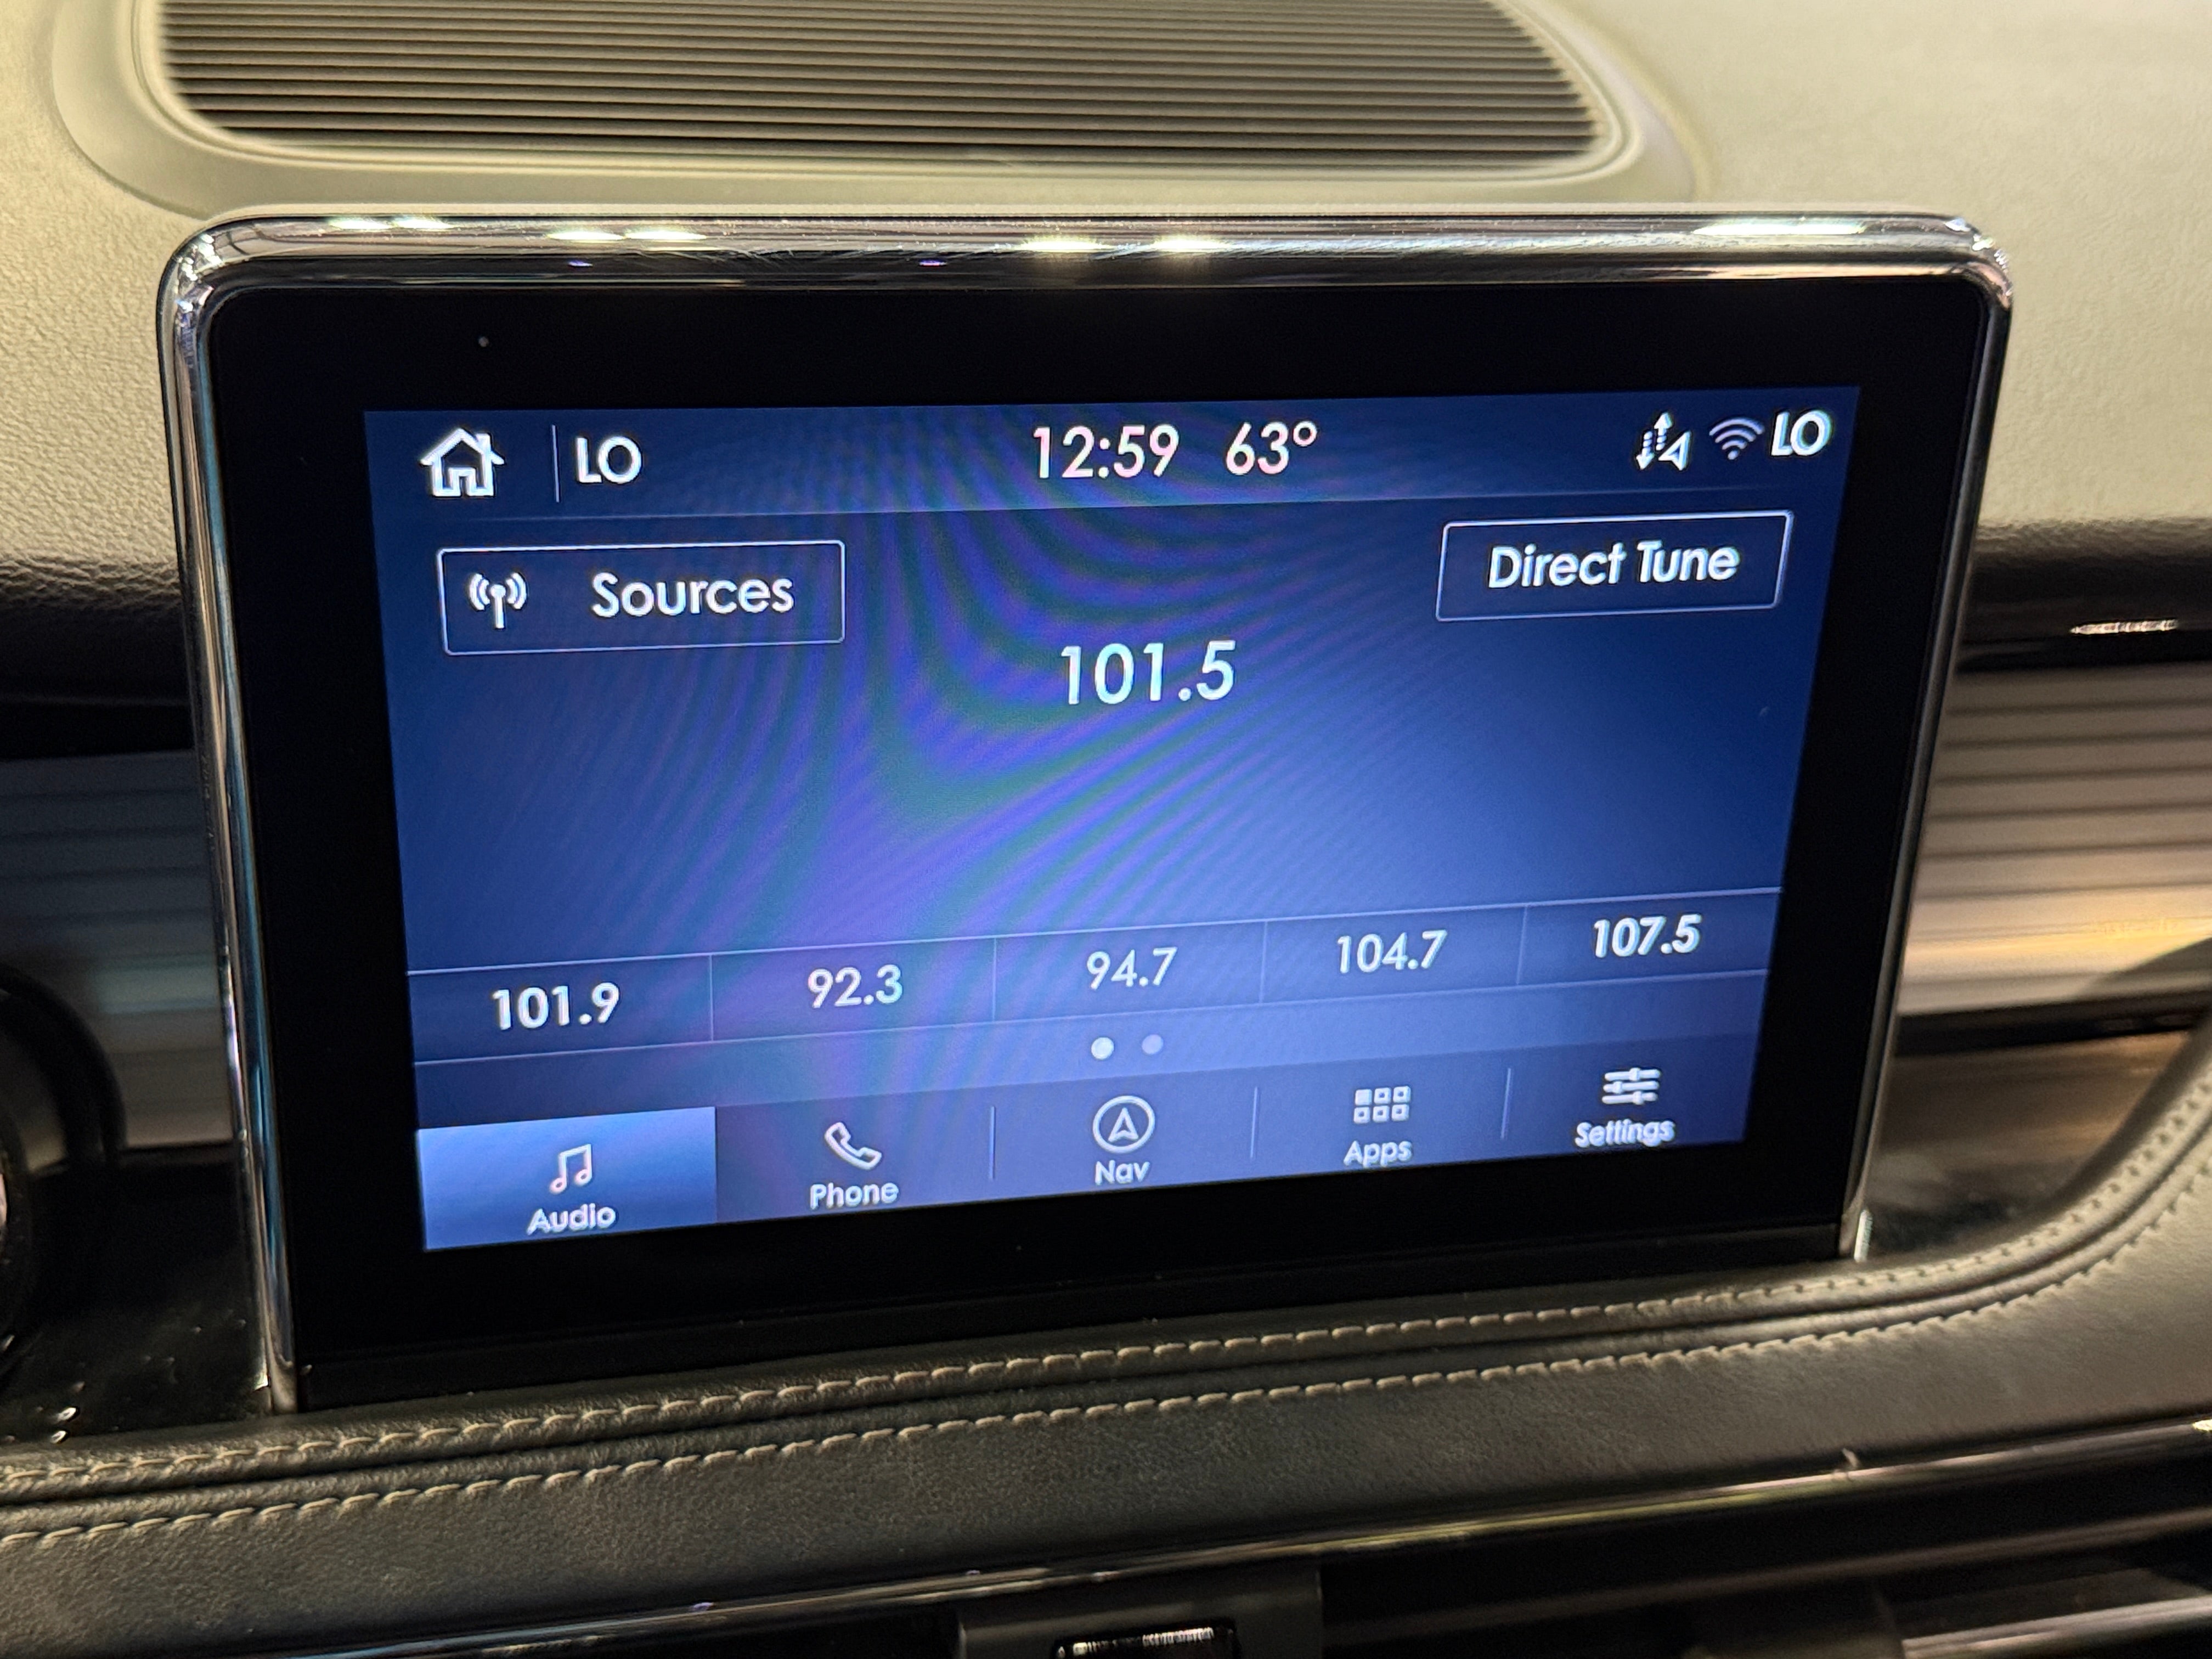 LO 12:59 63° LO
Sources Direct Tune
101.5
101.9 92.3 94.7 104.7 107.5
Audio Phone Nav Apps Settings